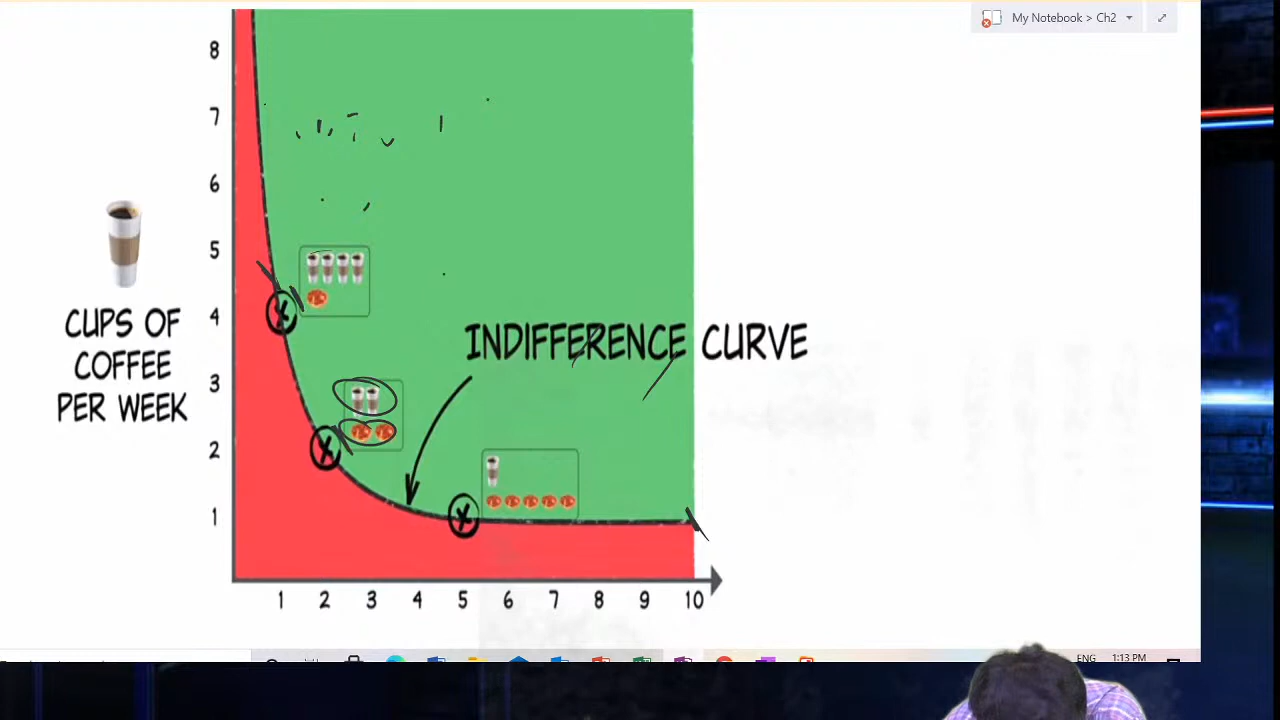 My Notebook > Ch2
8
7
6
5
4
3
2
1
CUPS OF
COFFEE
PER WEEK
INDIFFERENCE CURVE
1 2 3 4 5 6 7 8 9 10
ENG 1:13 PM